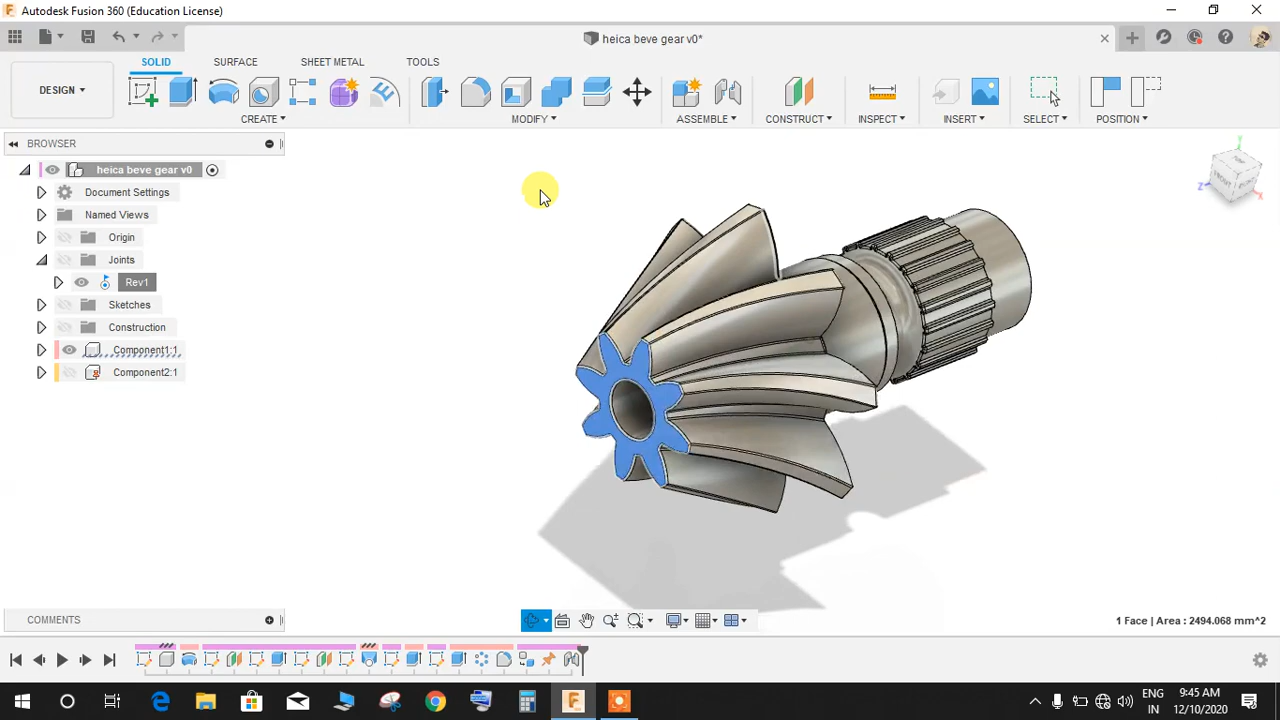 Autodesk Fusion 360 (Education License)
heica beve gear v0*
SOLID SURFACE SHEET METAL TOOLS
DESIGN
CREATE MODIFY ASSEMBLE CONSTRUCT INSPECT INSERT SELECT POSITION
BROWSER
heica beve gear v0
Document Settings
Named Views
Origin
Joints
Rev1
Sketches
Construction
Component1:1
Component2:1
TOP
FRONT
Z
X
Y
COMMENTS
1 Face | Area : 2494.068 mm^2
ENG
IN
9:45 AM
12/10/2020